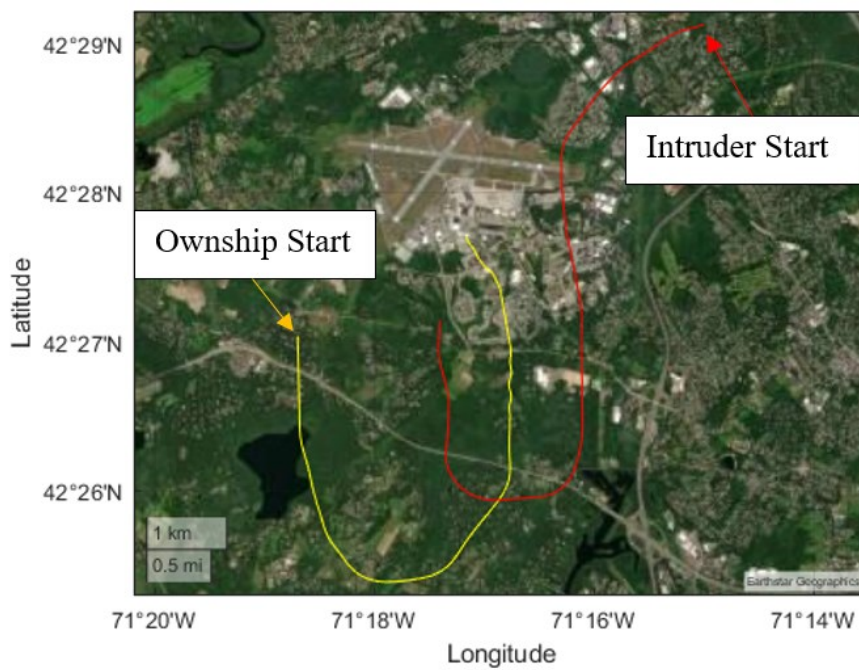 42°29'N
Intruder Start
42°28'N
Ownship Start
Latitude
42°27'N
42°26'N
1 km
0.5 mi
Earthstar Geographics
71°20'W
71°18'W
71°16'W
71°14'W
Longitude